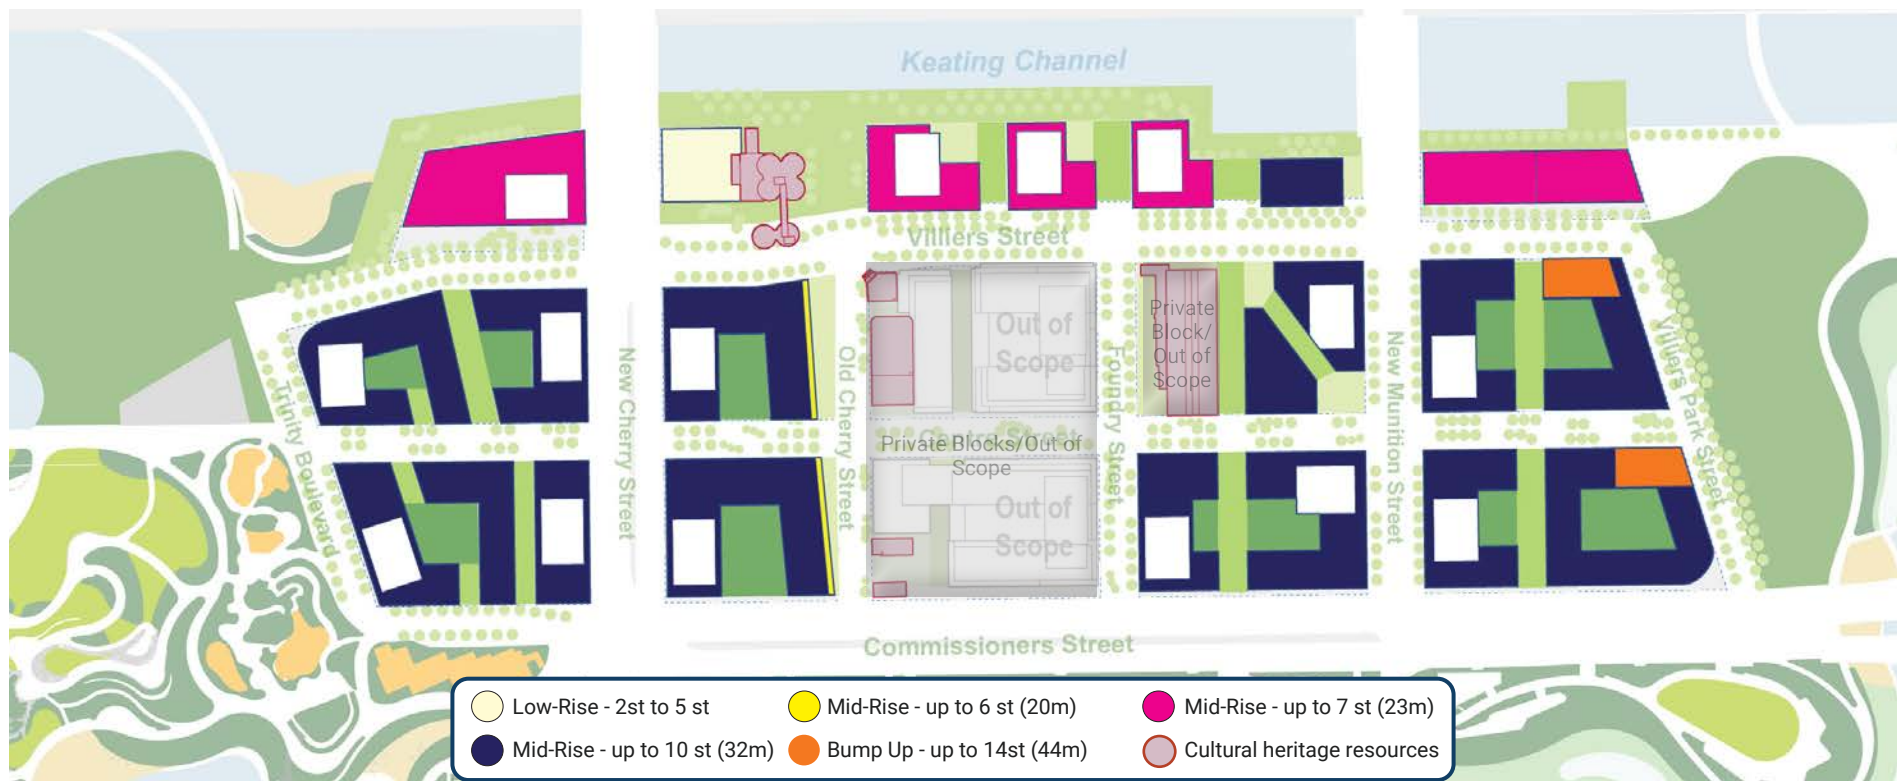 Keating Channel
Villiers Street
Out of
Scope
Private
Block/
Out of
Scope
Trinity Boulevard
New Cherry Street
Old Cherry Street
Foundry Street
New Munition Street
Villiers Park Street
Centre Street
Private Blocks/Out of
Scope
Out of
Scope
Commissioners Street
Low-Rise - 2st to 5 st
Mid-Rise - up to 6 st (20m)
Mid-Rise - up to 7 st (23m)
Mid-Rise - up to 10 st (32m)
Bump Up - up to 14st (44m)
Cultural heritage resources